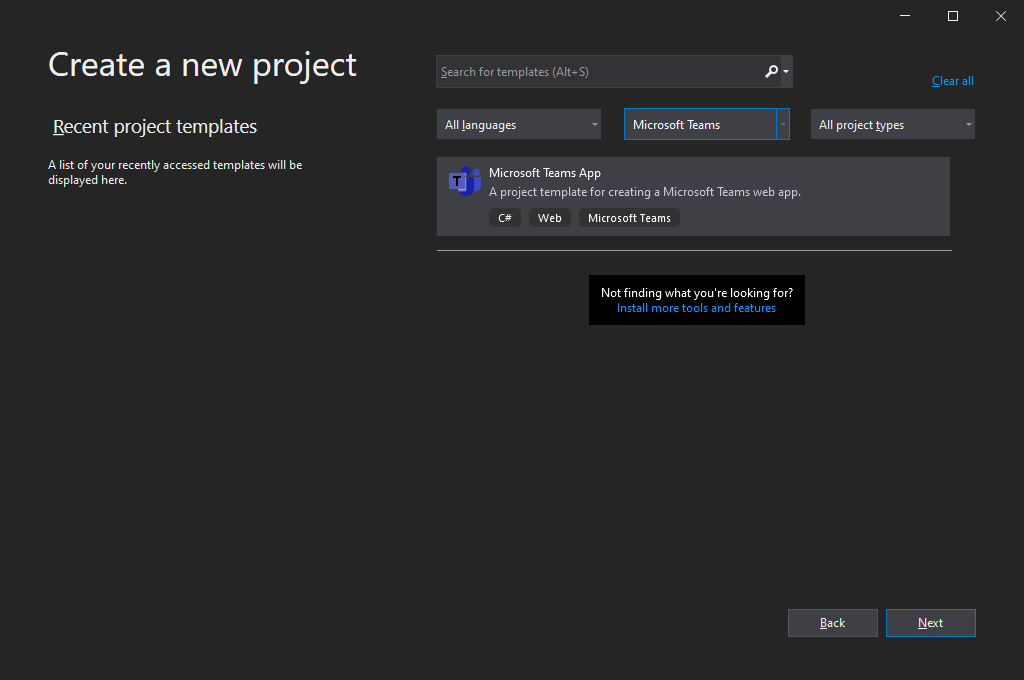 Create a new project
Search for templates (Alt+S)
Clear all
Recent project templates
All languages
Microsoft Teams
All project types
A list of your recently accessed templates will be
displayed here.
T
Microsoft Teams App
A project template for creating a Microsoft Teams web app.
C#
Web
Microsoft Teams
Not finding what you're looking for?
Install more tools and features
Back
Next